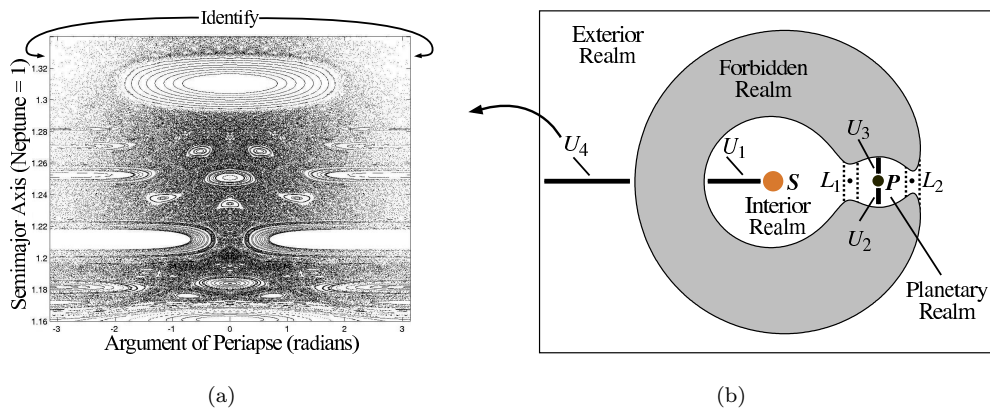 Identify
Semimajor Axis (Neptune = 1)
1.32
1.3
1.28
1.26
1.24
1.22
1.2
1.18
1.16
-3
-2
-1
0
1
2
3
Argument of Periapse (radians)
(a)
Exterior
Realm
Forbidden
Realm
U4
U1
U3
S
L1
P
L2
Interior
Realm
U2
Planetary
Realm
(b)